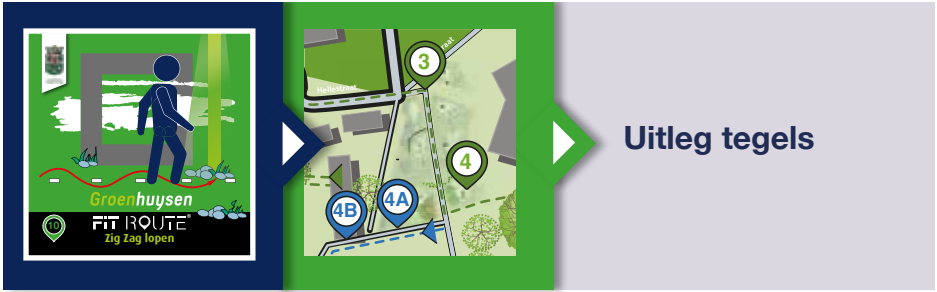 Groenhuysen
10
FIT ROUTE®
Zig Zag lopen
3
4
4A
4B
Uitleg tegels